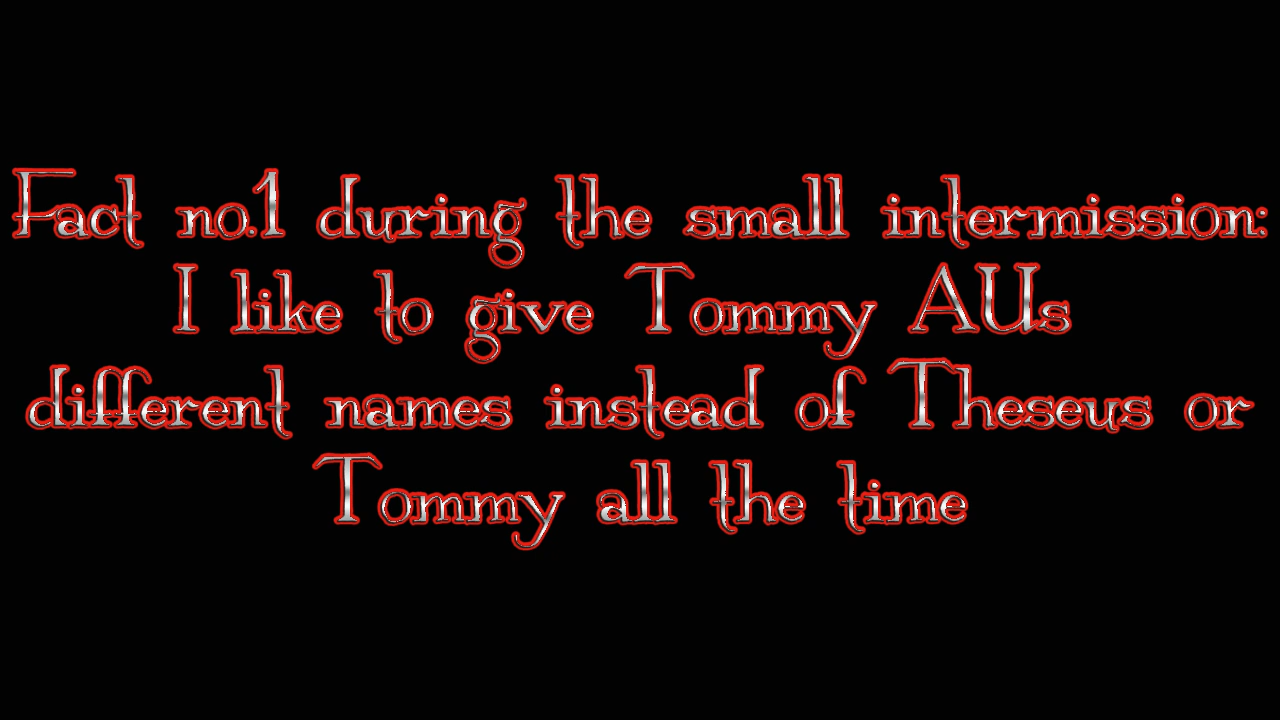 Fact no.1 during the small intermission:
I like to give Tommy AUs
different names instead of Theseus or
Tommy all the time